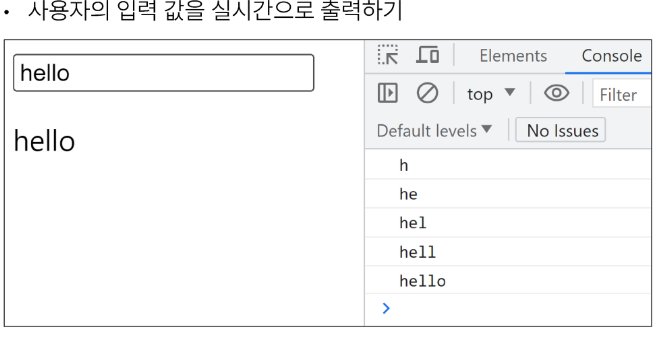 • 사용자의 입력 값을 실시간으로 출력하기
hello
hello
Elements Console
top ▼ Filter
Default levels ▼ No Issues
h
he
hel
hell
hello
>